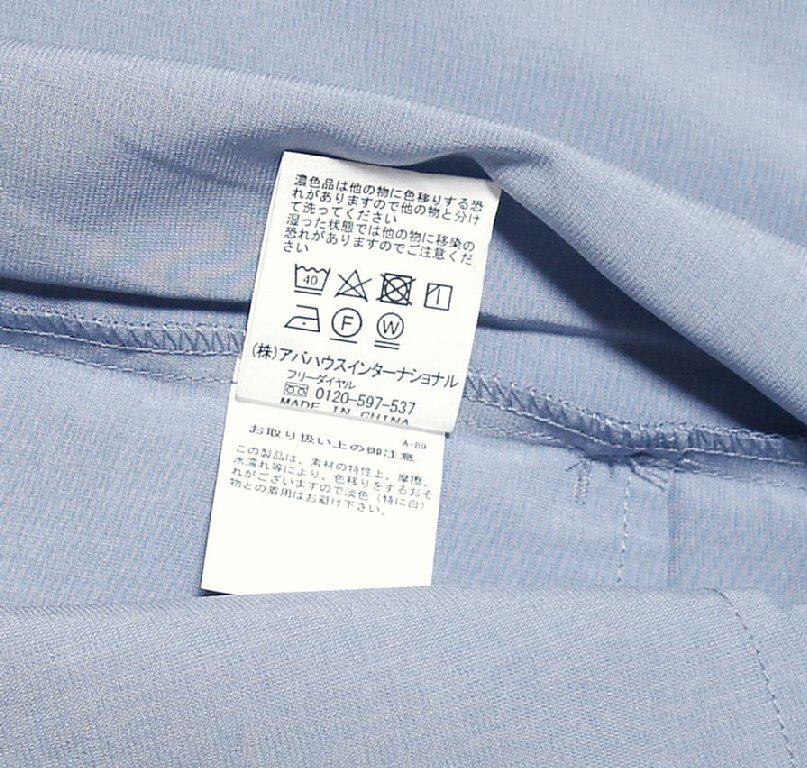 濃色品は他の物に色移りする恐
れがありますので他の物と分け
て洗ってください
湿った状態では他の物に移染の
恐れがありますのでご注意くだ
さい
40
F W
(株)アバハウスインターナショナル
フリーダイヤル
0120-597-537
MADE IN CHINA
A-89
お取り扱い上の御注意
この製品は、素材の特性上、摩擦、
水濡れ等により、色移りをするおそ
れがございますので淡色(特に白)
物との着用はお避け下さい。